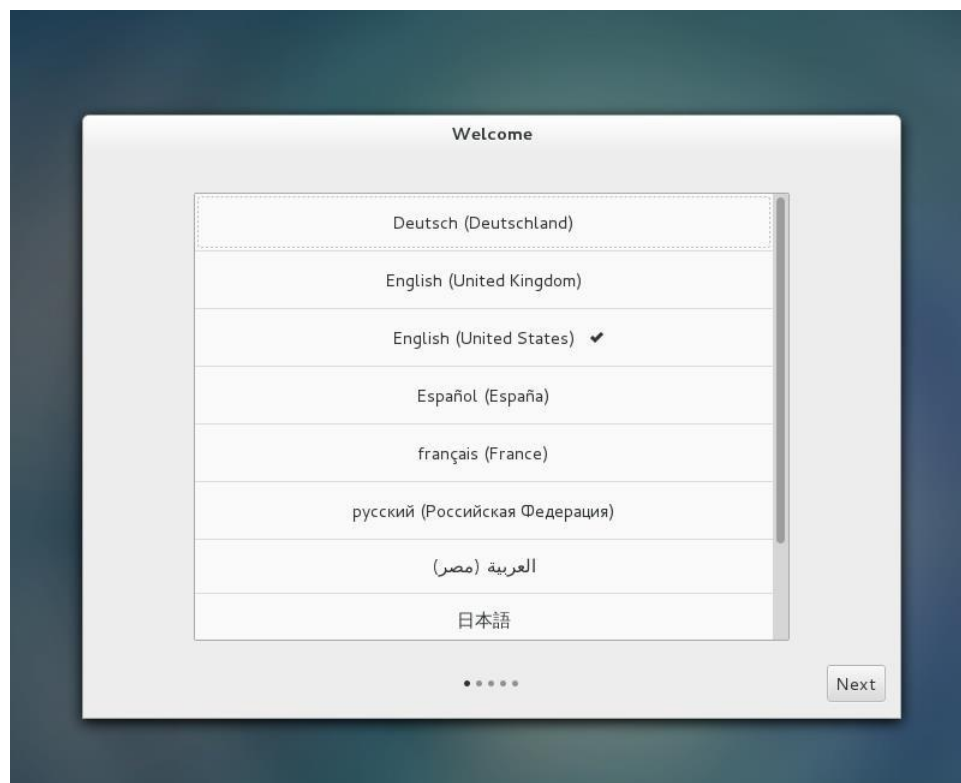 Welcome
Deutsch (Deutschland)
English (United Kingdom)
English (United States)
Español (España)
français (France)
русский (Российская Федерация)
العربية (مصر)
日本語
Next